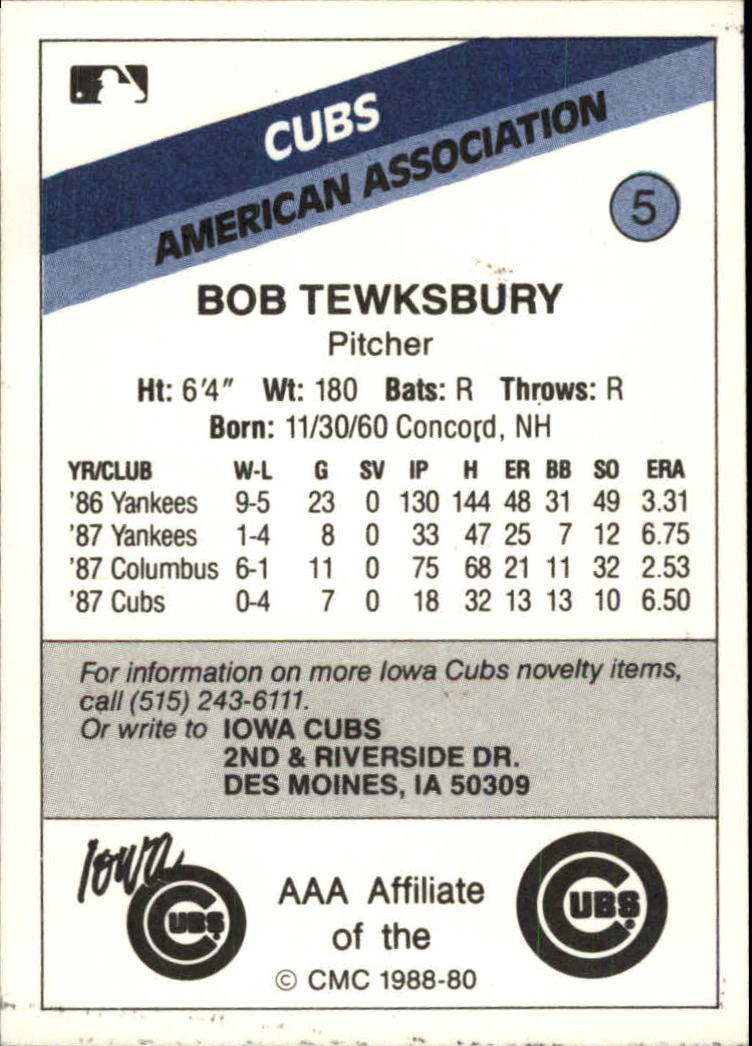 CUBS
AMERICAN ASSOCIATION
5
BOB TEWKSBURY
Pitcher
Ht: 6'4" Wt: 180 Bats: R Throws: R
Born: 11/30/60 Concord, NH
YR/CLUB W-L G SV IP H ER BB SO ERA
'86 Yankees 9-5 23 0 130 144 48 31 49 3.31
'87 Yankees 1-4 8 0 33 47 25 7 12 6.75
'87 Columbus 6-1 11 0 75 68 21 11 32 2.53
'87 Cubs 0-4 7 0 18 32 13 13 10 6.50
For information on more Iowa Cubs novelty items,
call (515) 243-6111.
Or write to IOWA CUBS
2ND & RIVERSIDE DR.
DES MOINES, IA 50309
Iowa
CUBS
AAA Affiliate
of the
© CMC 1988-80
CUBS®